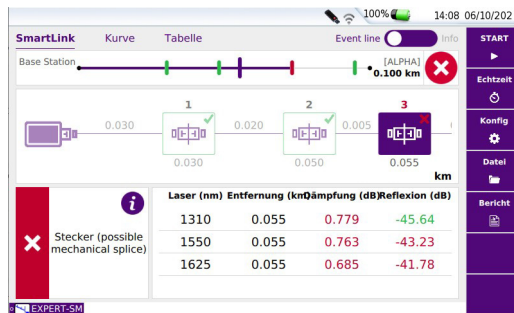 100% 14:08 06/10/202
SmartLink Kurve Tabelle Event line Info START
Base Station [ALPHA]
0.100 km
Echtzeit
1 2 3
0.030 0.020 0.005
Konfig
0.030 0.050 0.055
km
Datei
Laser (nm) Entfernung (km) Dämpfung (dB) Reflexion (dB)
Bericht
1310 0.055 0.779 -45.64
Stecker (possible
mechanical splice)
1550 0.055 0.763 -43.23
1625 0.055 0.685 -41.78
EXPERT-SM